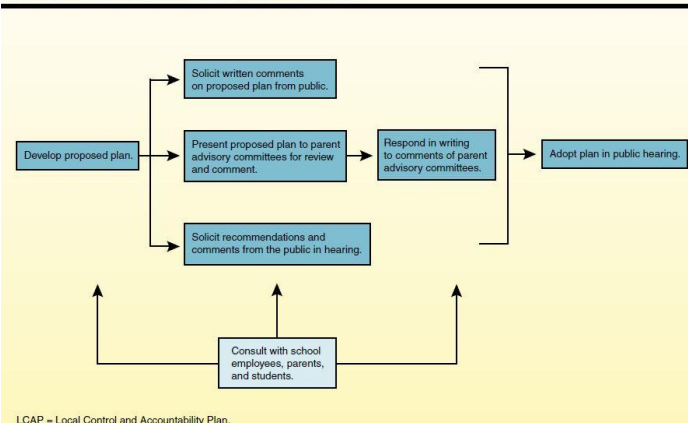 Solicit written comments
on proposed plan from public.
Develop proposed plan.
Present proposed plan to parent
advisory committees for review
and comment.
Respond in writing
to comments of parent
advisory committees.
Adopt plan in public hearing.
Solicit recommendations and
comments from the public in hearing.
Consult with school
employees, parents,
and students.
LCAP = Local Control and Accountability Plan.